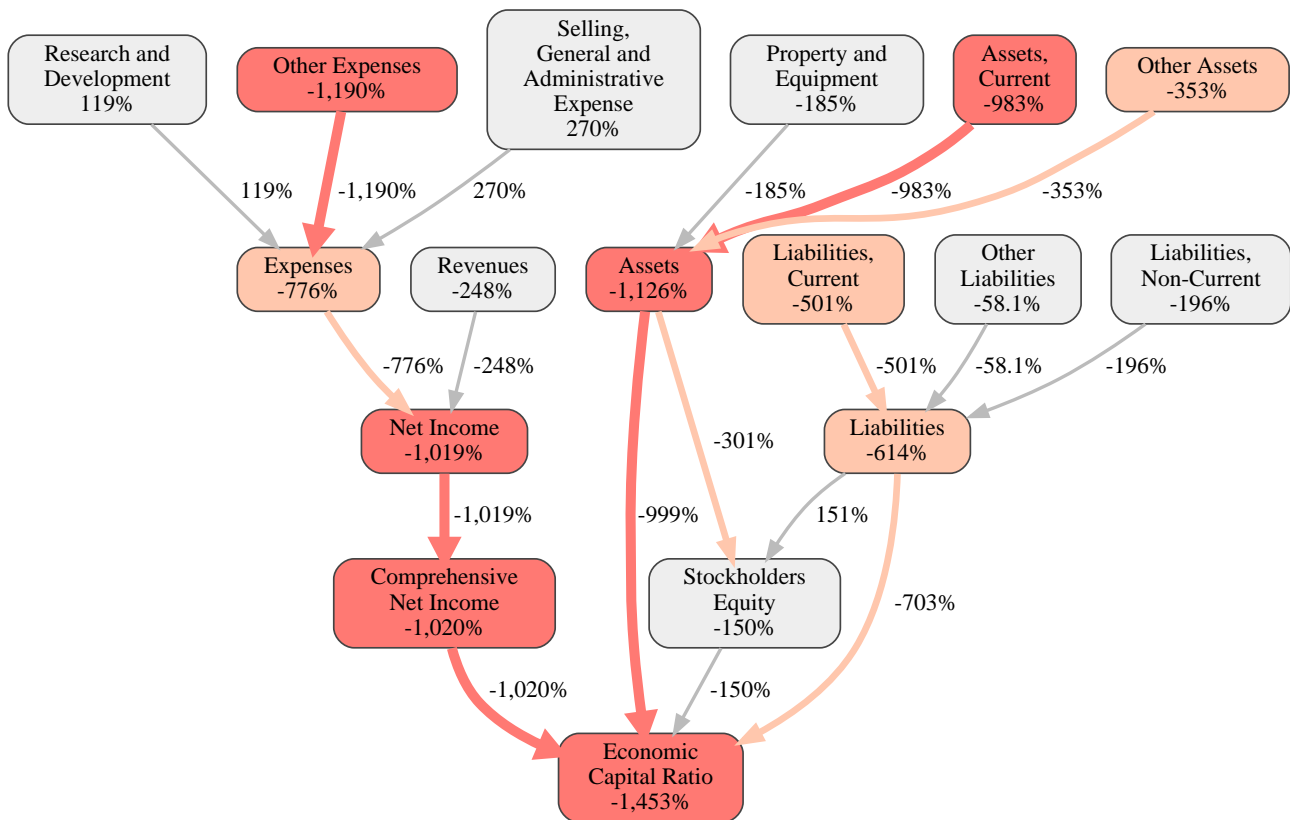 Research and
Development
119%
Other Expenses
-1,190%
Selling,
General and
Administrative
Expense
270%
Property and
Equipment
-185%
Assets,
Current
-983%
Other Assets
-353%
119%
-1,190%
270%
-185%
-983%
-353%
Expenses
-776%
Revenues
-248%
Assets
-1,126%
Liabilities,
Current
-501%
Other
Liabilities
-58.1%
Liabilities,
Non-Current
-196%
-776%
-248%
-501%
-58.1%
-196%
Net Income
-1,019%
-301%
Liabilities
-614%
-1,019%
-999%
151%
Comprehensive
Net Income
-1,020%
Stockholders
Equity
-150%
-703%
-1,020%
-150%
Economic
Capital Ratio
-1,453%